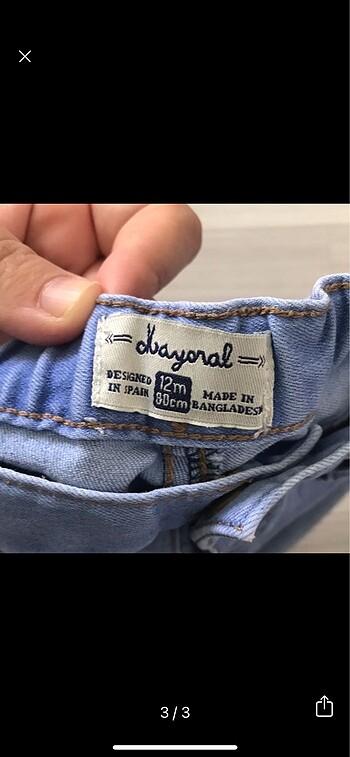 Mayoral
DESIGNED
IN SPAIN
12m
80cm
MADE IN
BANGLADESH
3/3